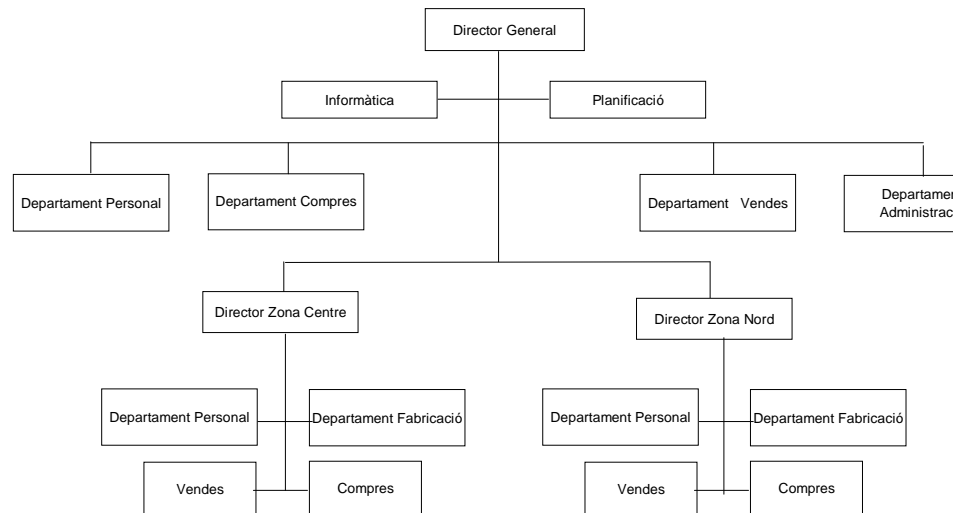 Director General
Informàtica
Planificació
Departament Personal
Departament Compres
Departament Vendes
Director Zona Centre
Director Zona Nord
Departament Personal
Departament Fabricació
Departament Personal
Departament Fabricació
Vendes
Compres
Vendes
Compres